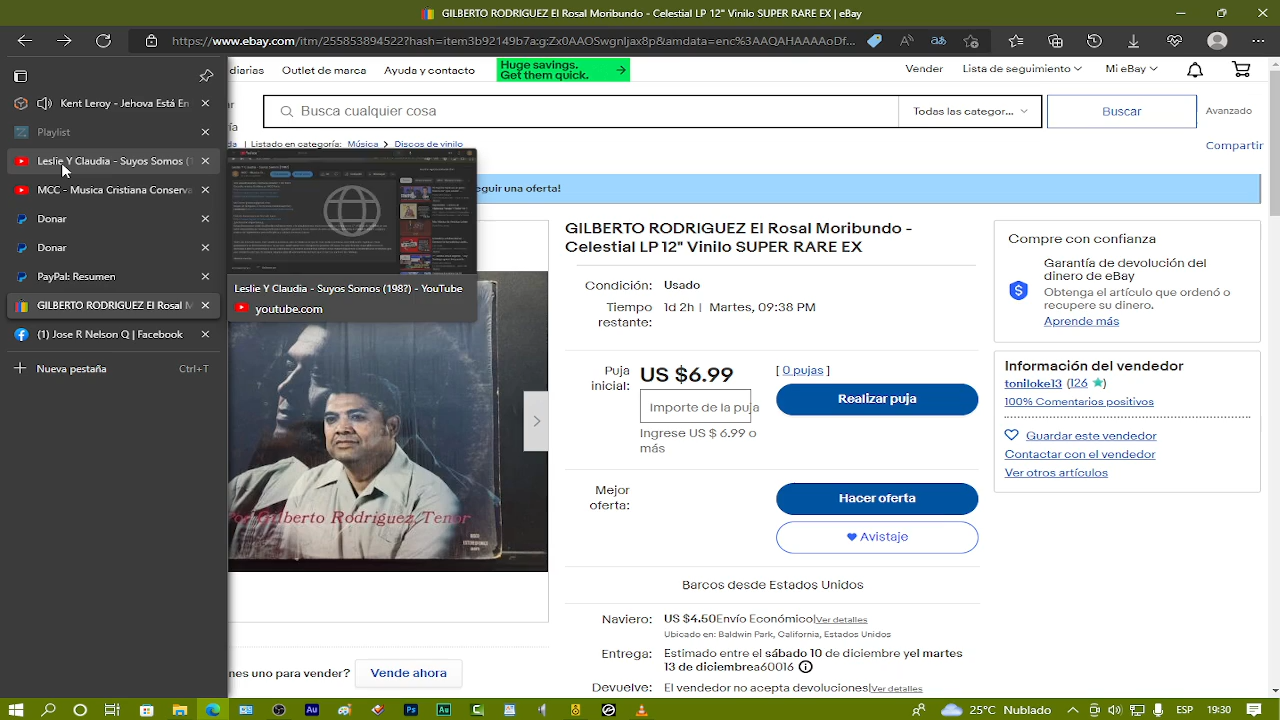 GILBERTO RODRIGUEZ El Rosal Moribundo - Celestial LP 12" Vinilo SUPER RARE EX | eBay
https://www.ebay.com/itm/255853894522?hash=item3b92149b7a:g:Zx0AAOSwgnljax8p&amdata=enc%3AAQAHAAAAoDf...
diarias
Outlet de marca
Ayuda y contacto
Huge savings.
Get them quick.
Vender
Lista de seguimiento
Mi eBay
Kenr Leroy - Jehova Está En
Playlist
Leslie Y Claudia - Suyos Somos (
MCC - Musica Cristiana Conserva
Donar
Donar
PayPal: Resumen
GILBERTO RODRIGUEZ El Rosal M
(1) Jose R Nelson Q | Facebook
Nueva pestaña
Ctrl+T
Busca cualquier cosa
Todas las categor...
Buscar
Avanzado
Listado en categoría:
Música
Discos de vinilo
Compartir
eguir una oferta!
Leslie Y Claudia - Suyos Somos (1982) - YouTube
youtube.com
Gilberto Rodriguez, Tenor
GILBERTO RODRIGUEZ El Rosal Moribundo -
Celestial LP 12" Vinilo SUPER RARE EX
Condición:
Usado
Tiempo
restante:
1d 2h | Martes, 09:38 PM
Puja
inicial:
US $6.99
[ 0 pujas ]
Importe de la puja
Realizar puja
Ingrese US $ 6.99 o
más
Mejor
oferta:
Hacer oferta
Avistajo
Barcos desde Estados Unidos
Naviero:
US $4.50Envío Económico|Ver detalles
Ubicado en: Baldwin Park, California, Estados Unidos
Entrega:
Estimado entre el sábado 10 de diciembre yel martes
13 de diciembrea60016
Devuelve:
El vendedor no acepta devoluciones|Ver detalles
Compre con confianza
Garantía de devolución del
dinero de eBay
Obtenga el artículo que ordenó o
recupere su dinero.
Aprende más
Información del vendedor
toniloke13 (126)
100% Comentarios positivos
Guardar este vendedor
Contactar con el vendedor
Ver otros artículos
nes uno para vender?
Vende ahora
25°C Nublado
ESP
19:30